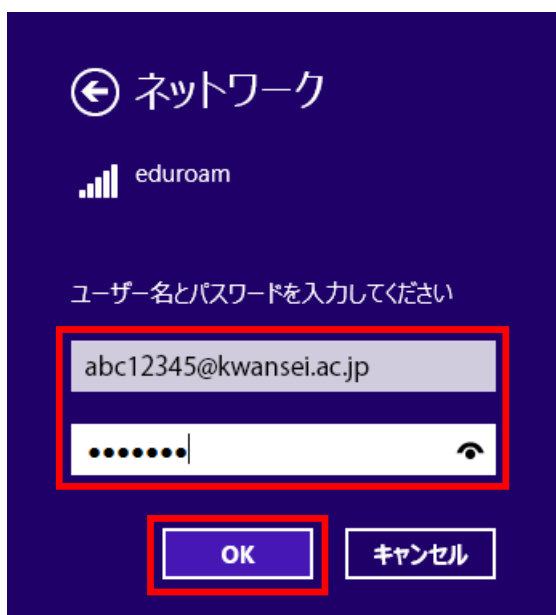 ネットワーク
eduroam
ユーザー名とパスワードを入力してください
abc12345@kwansei.ac.jp
•••••••
OK
キャンセル